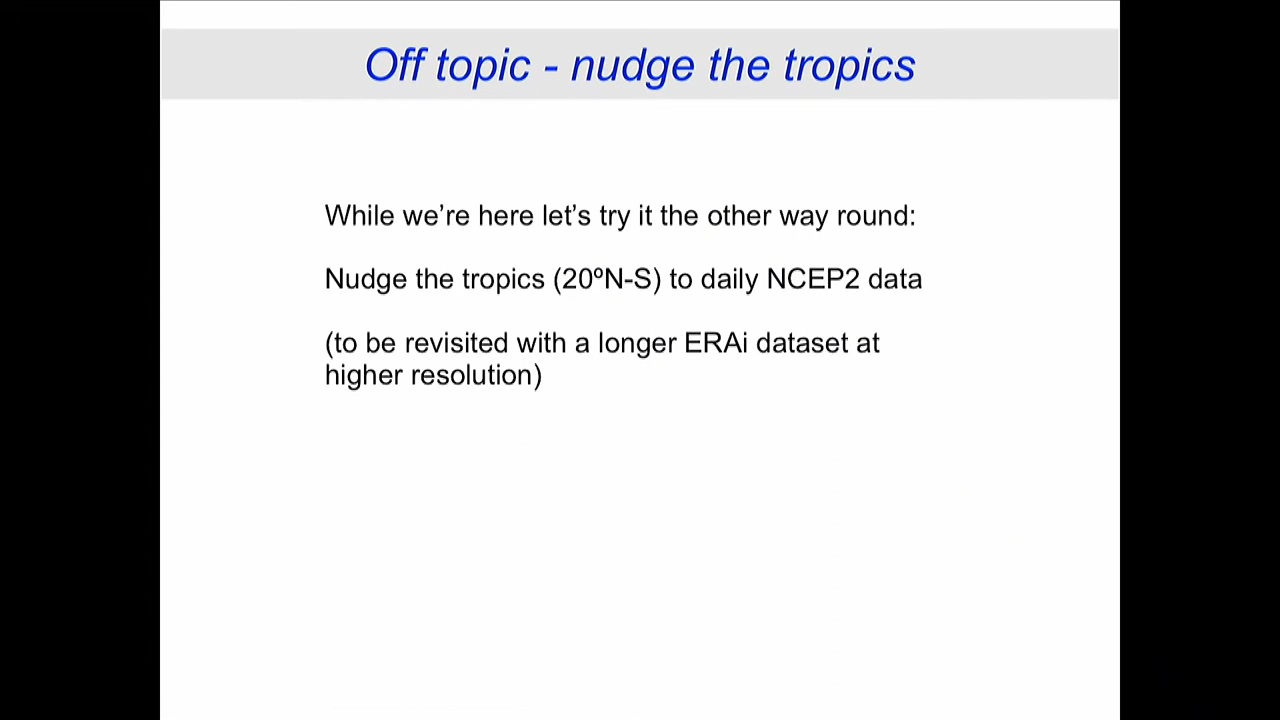 Off topic - nudge the tropics
While we’re here let’s try it the other way round:
Nudge the tropics (20ºN-S) to daily NCEP2 data
(to be revisited with a longer ERAi dataset at
higher resolution)